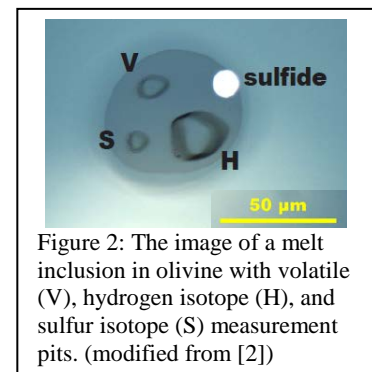 V
sulfide
S
H
50 µm
Figure 2: The image of a melt
inclusion in olivine with volatile
(V), hydrogen isotope (H), and
sulfur isotope (S) measurement
pits. (modified from [2])